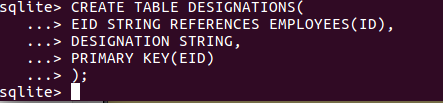 sqlite> CREATE TABLE DESIGNATIONS(
...> EID STRING REFERENCES EMPLOYEES(ID),
...> DESIGNATION STRING,
...> PRIMARY KEY(EID)
...> );
sqlite>